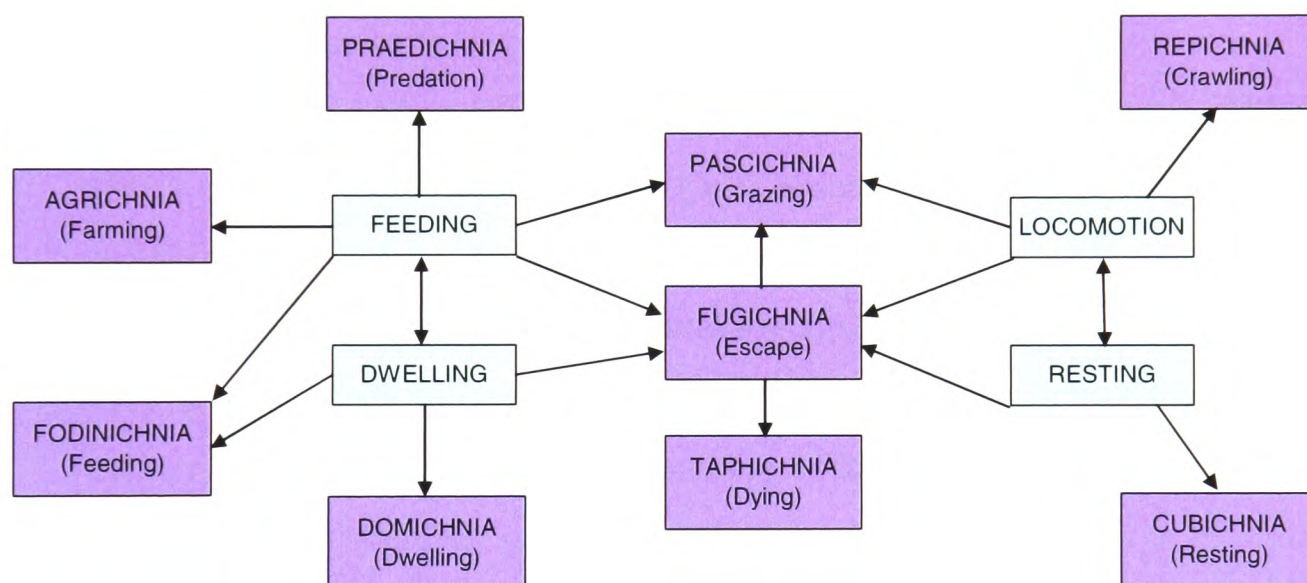 PRAEDICHNIA
(Predation)
REPICHNIA
(Crawling)
PASCICHNIA
(Grazing)
AGRICHNIA
(Farming)
FEEDING
LOCOMOTION
FUGICHNIA
(Escape)
DWELLING
RESTING
FODINICHNIA
(Feeding)
TAPHICHNIA
(Dying)
DOMICHNIA
(Dwelling)
CUBICHNIA
(Resting)